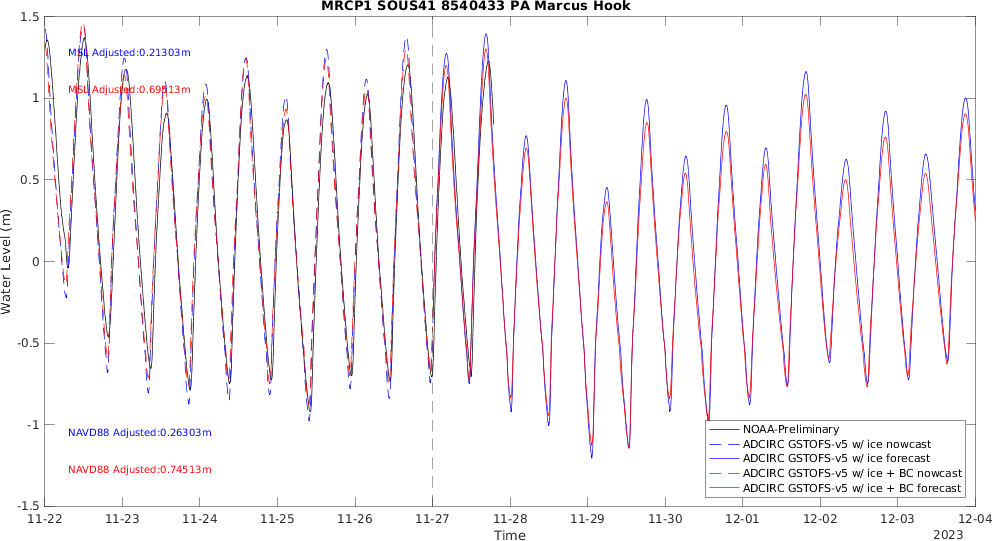 MRCP1 SOUS41 8540433 PA Marcus Hook
Water Level (m)
1.5
1
0.5
0
-0.5
-1
-1.5
MSL Adjusted:0.21303m
MSL Adjusted:0.69513m
NAVD88 Adjusted:0.26303m
NAVD88 Adjusted:0.74513m
NOAA-Preliminary
ADCIRC GSTOFS-v5 w/ ice nowcast
ADCIRC GSTOFS-v5 w/ ice forecast
ADCIRC GSTOFS-v5 w/ ice + BC nowcast
ADCIRC GSTOFS-v5 w/ ice + BC forecast
11-22 11-23 11-24 11-25 11-26 11-27 11-28 11-29 11-30 12-01 12-02 12-03 12-04
Time
2023